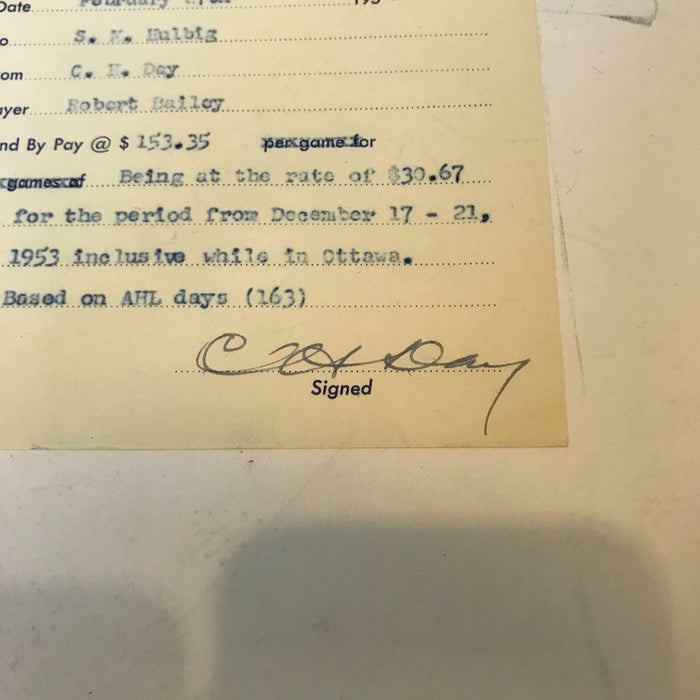 Date February 195
o S. M. Hulbig
om C. H. Day
ayer Robert Bailey
nd By Pay @ $ 153.35 per game for
games of Being at the rate of $30.67
for the period from December 17 - 21,
1953 inclusive while in Ottawa.
Based on AHL days (163)
C H Day
Signed